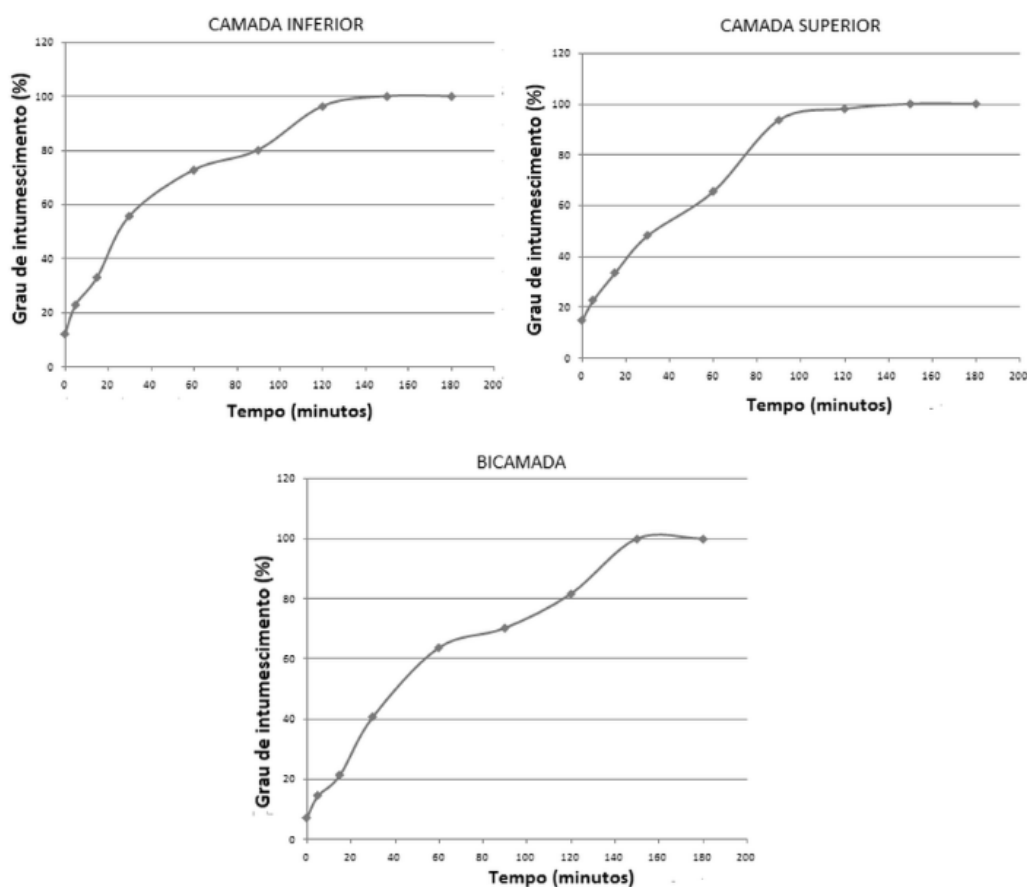 CAMADA INFERIOR
Grau de intumescimento (%)
120
100
80
60
40
20
0
0 20 40 60 80 100 120 140 160 180 200
Tempo (minutos)
CAMADA SUPERIOR
Grau de intumescimento (%)
120
100
80
60
40
20
0
0 20 40 60 80 100 120 140 160 180 200
Tempo (minutos)
BICAMADA
Grau de intumescimento (%)
120
100
80
60
40
20
0
0 20 40 60 80 100 120 140 160 180 200
Tempo (minutos)